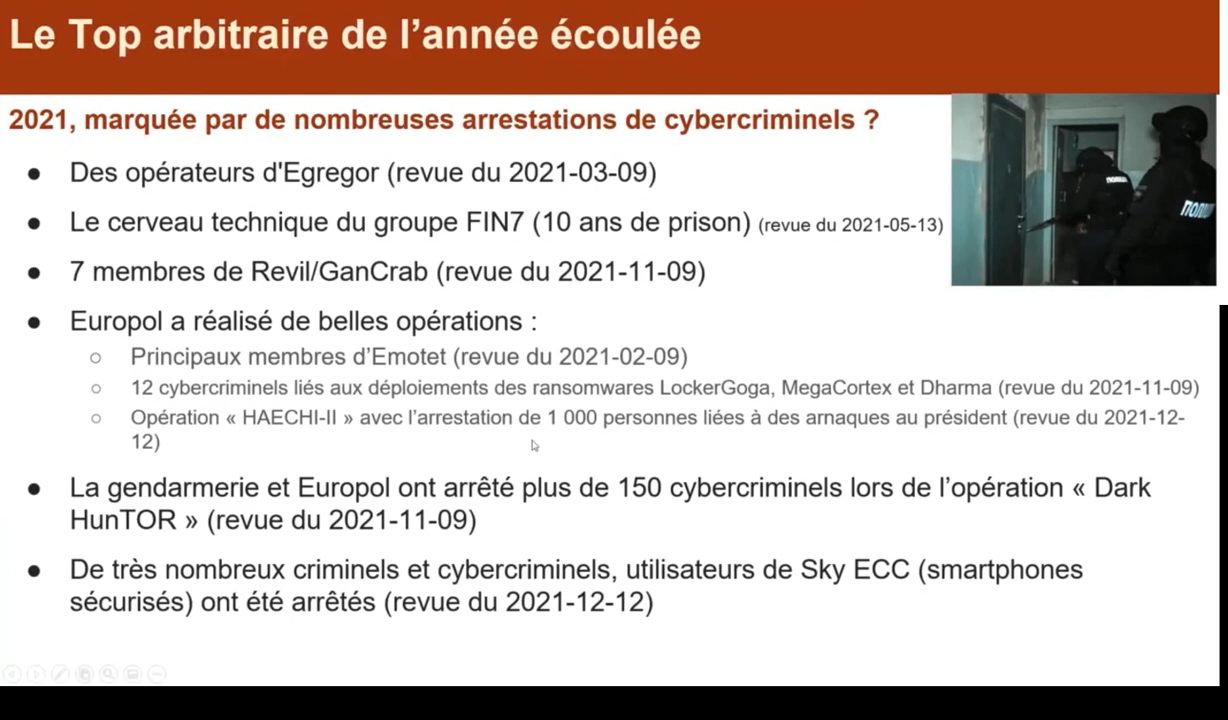 Le Top arbitraire de l’année écoulée
2021, marquée par de nombreuses arrestations de cybercriminels ?
● Des opérateurs d'Egregor (revue du 2021-03-09)
● Le cerveau technique du groupe FIN7 (10 ans de prison) (revue du 2021-05-13)
● 7 membres de Revil/GanCrab (revue du 2021-11-09)
● Europol a réalisé de belles opérations :
○ Principaux membres d’Emotet (revue du 2021-02-09)
○ 12 cybercriminels liés aux déploiements des ransomwares LockerGoga, MegaCortex et Dharma (revue du 2021-11-09)
○ Opération « HAECHI-II » avec l’arrestation de 1 000 personnes liées à des arnaques au président (revue du 2021-12-
12)
● La gendarmerie et Europol ont arrêté plus de 150 cybercriminels lors de l’opération « Dark
HunTOR » (revue du 2021-11-09)
● De très nombreux criminels et cybercriminels, utilisateurs de Sky ECC (smartphones
sécurisés) ont été arrêtés (revue du 2021-12-12)